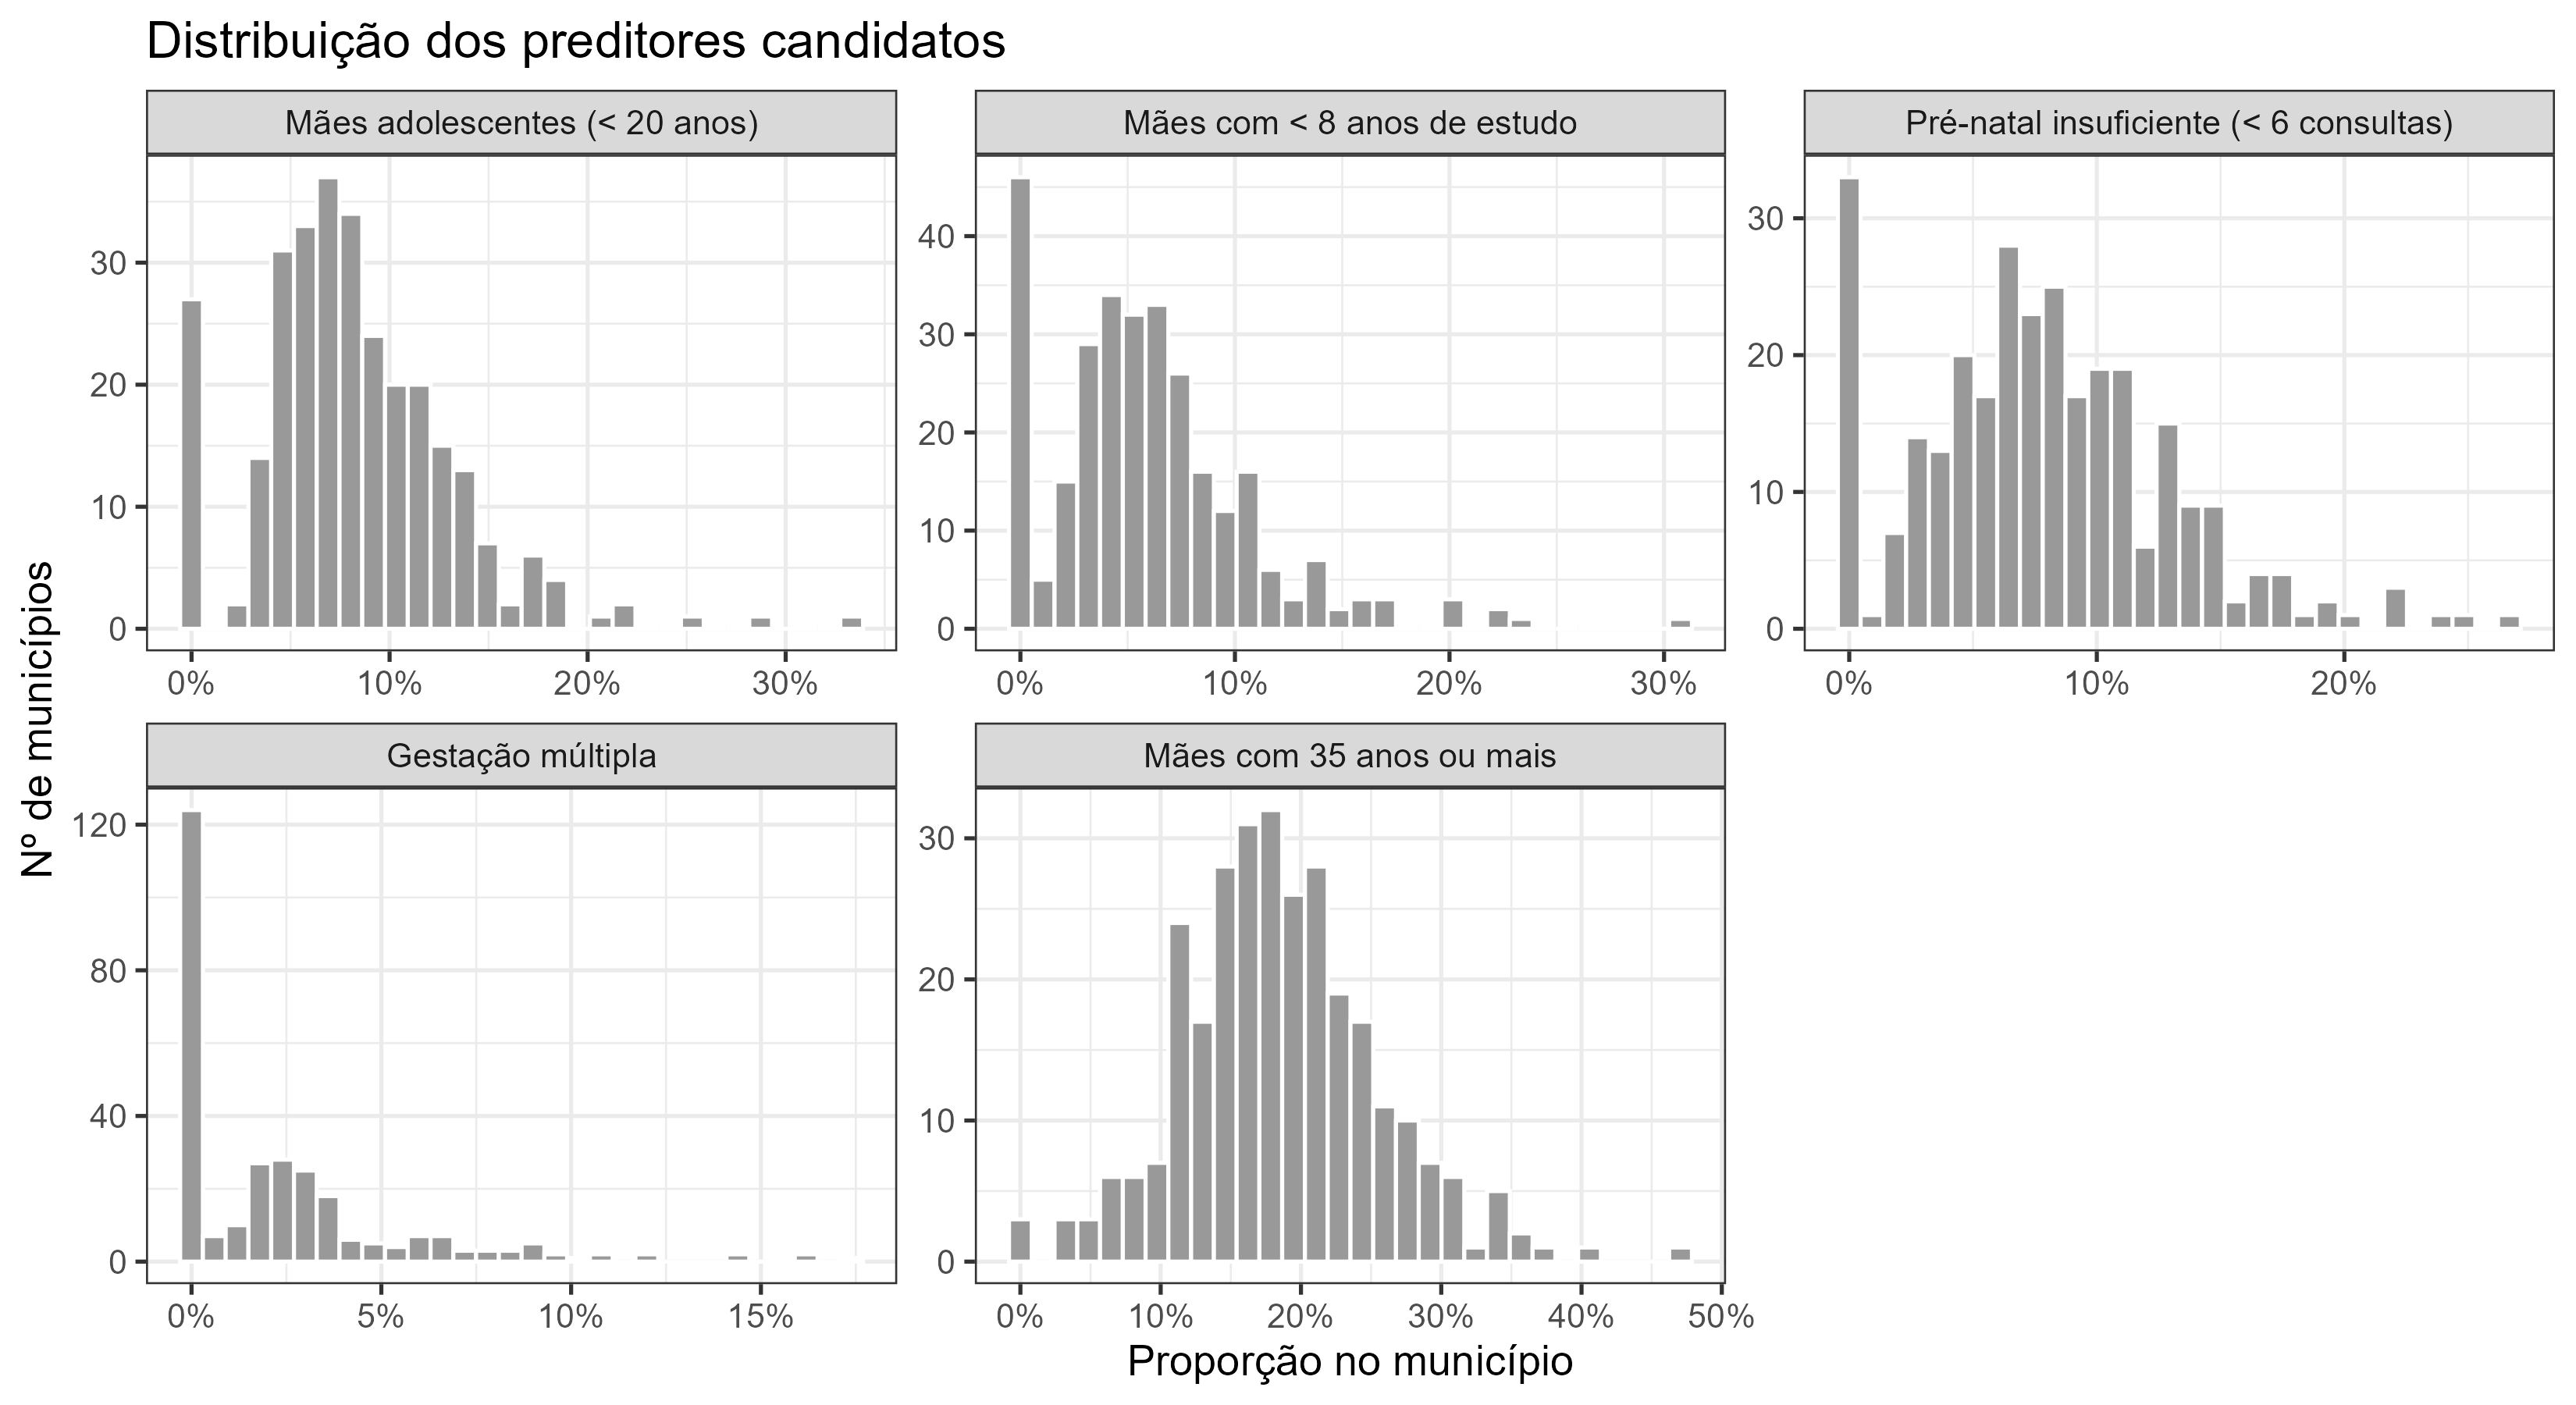 Distribuição dos preditores candidatos
Mães adolescentes (< 20 anos)
30
20
10
0
0% 10% 20% 30%
Mães com < 8 anos de estudo
40
30
20
10
0
0% 10% 20% 30%
Pré-natal insuficiente (< 6 consultas)
30
20
10
0
0% 10% 20%
Gestação múltipla
120
80
40
0
0% 5% 10% 15%
Mães com 35 anos ou mais
30
20
10
0
0% 10% 20% 30% 40% 50%
Nº de municípios
Proporção no município